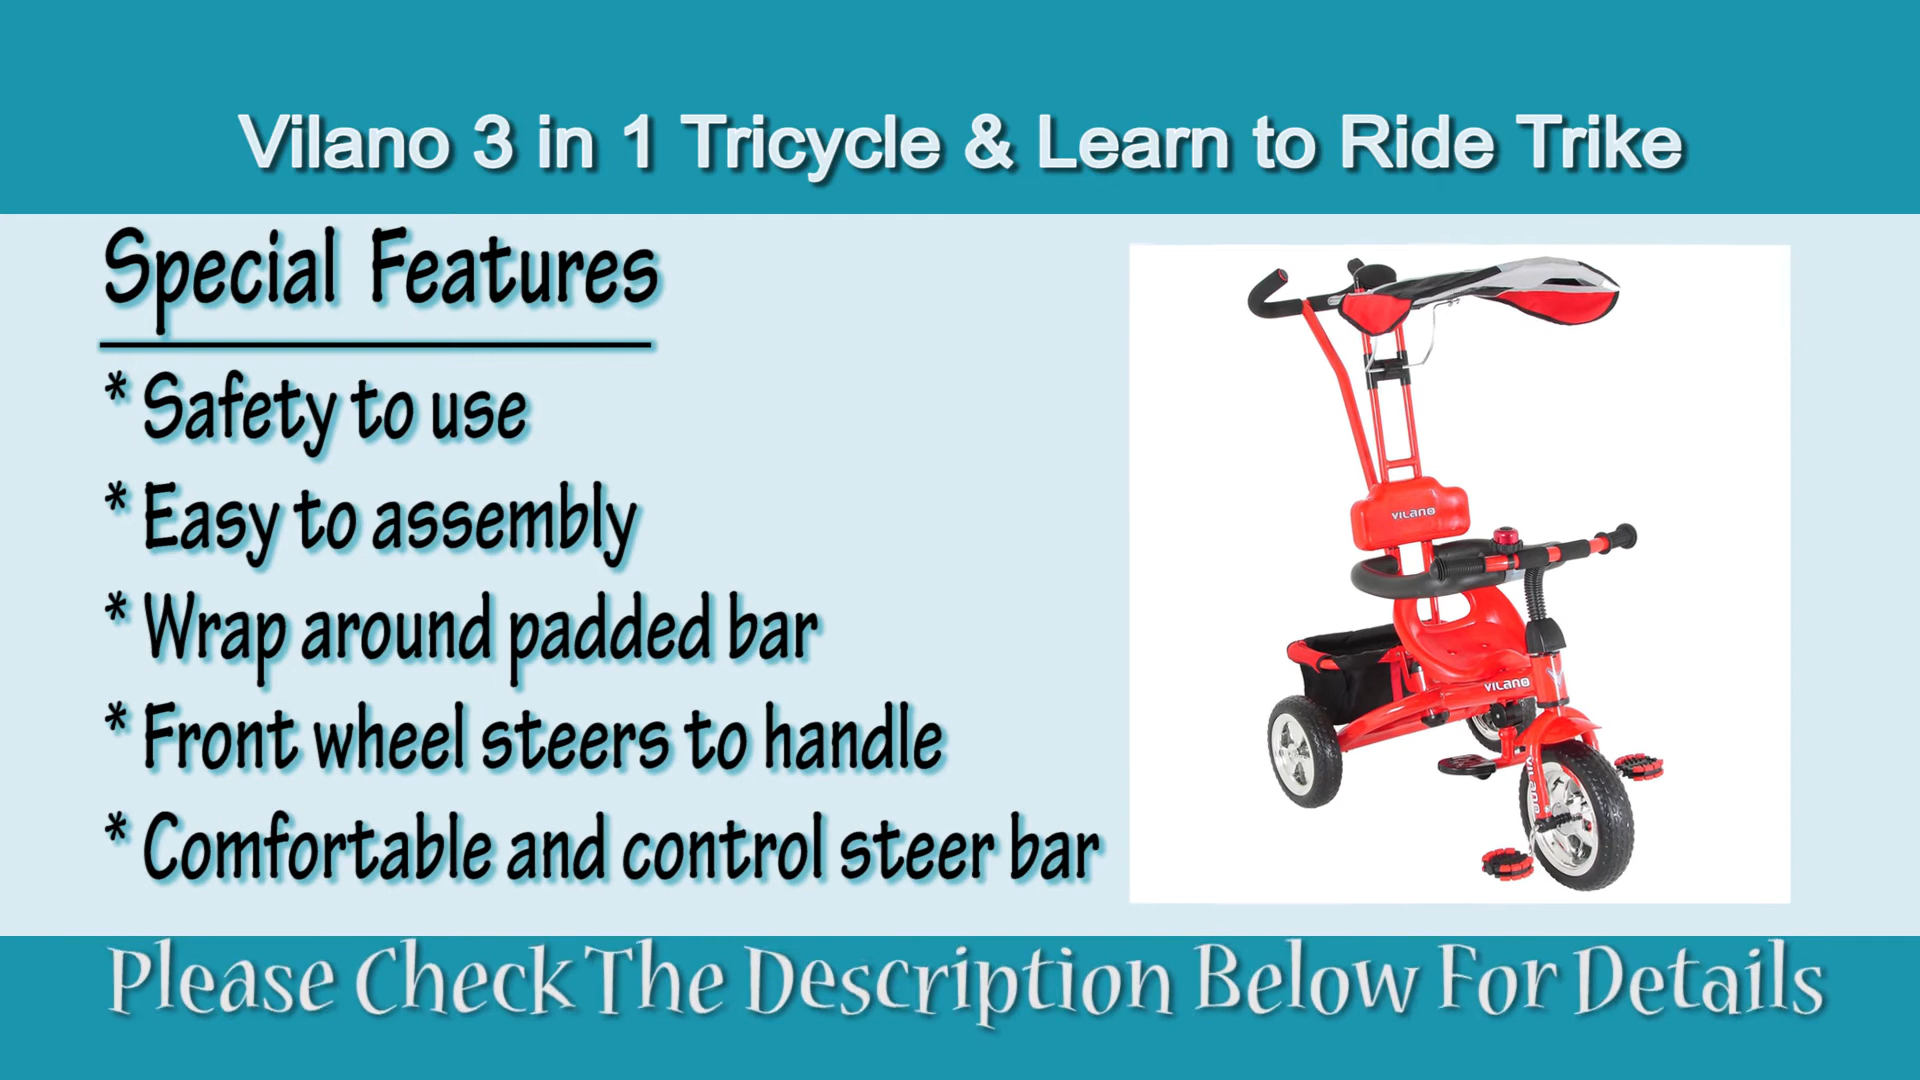 Vilano 3 in 1 Tricycle & Learn to Ride Trike
Special Features
* Safety to use
* Easy to assembly
* Wrap around padded bar
* Front wheel steers to handle
* Comfortable and control steer bar
VILANO
VILANO
VILANO
Please Check The Description Below For Details